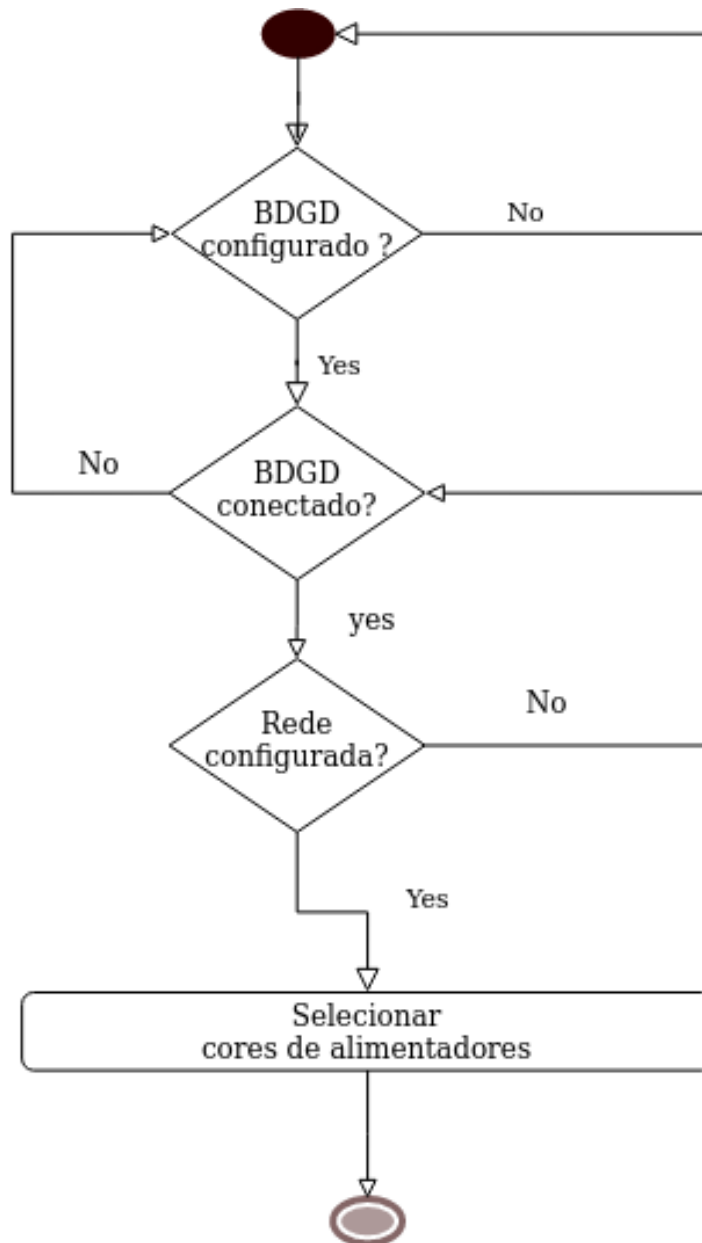 BDGD
configurado ?
No
Yes
BDGD
conectado?
No
yes
Rede
configurada?
No
Yes
Selecionar
cores de alimentadores